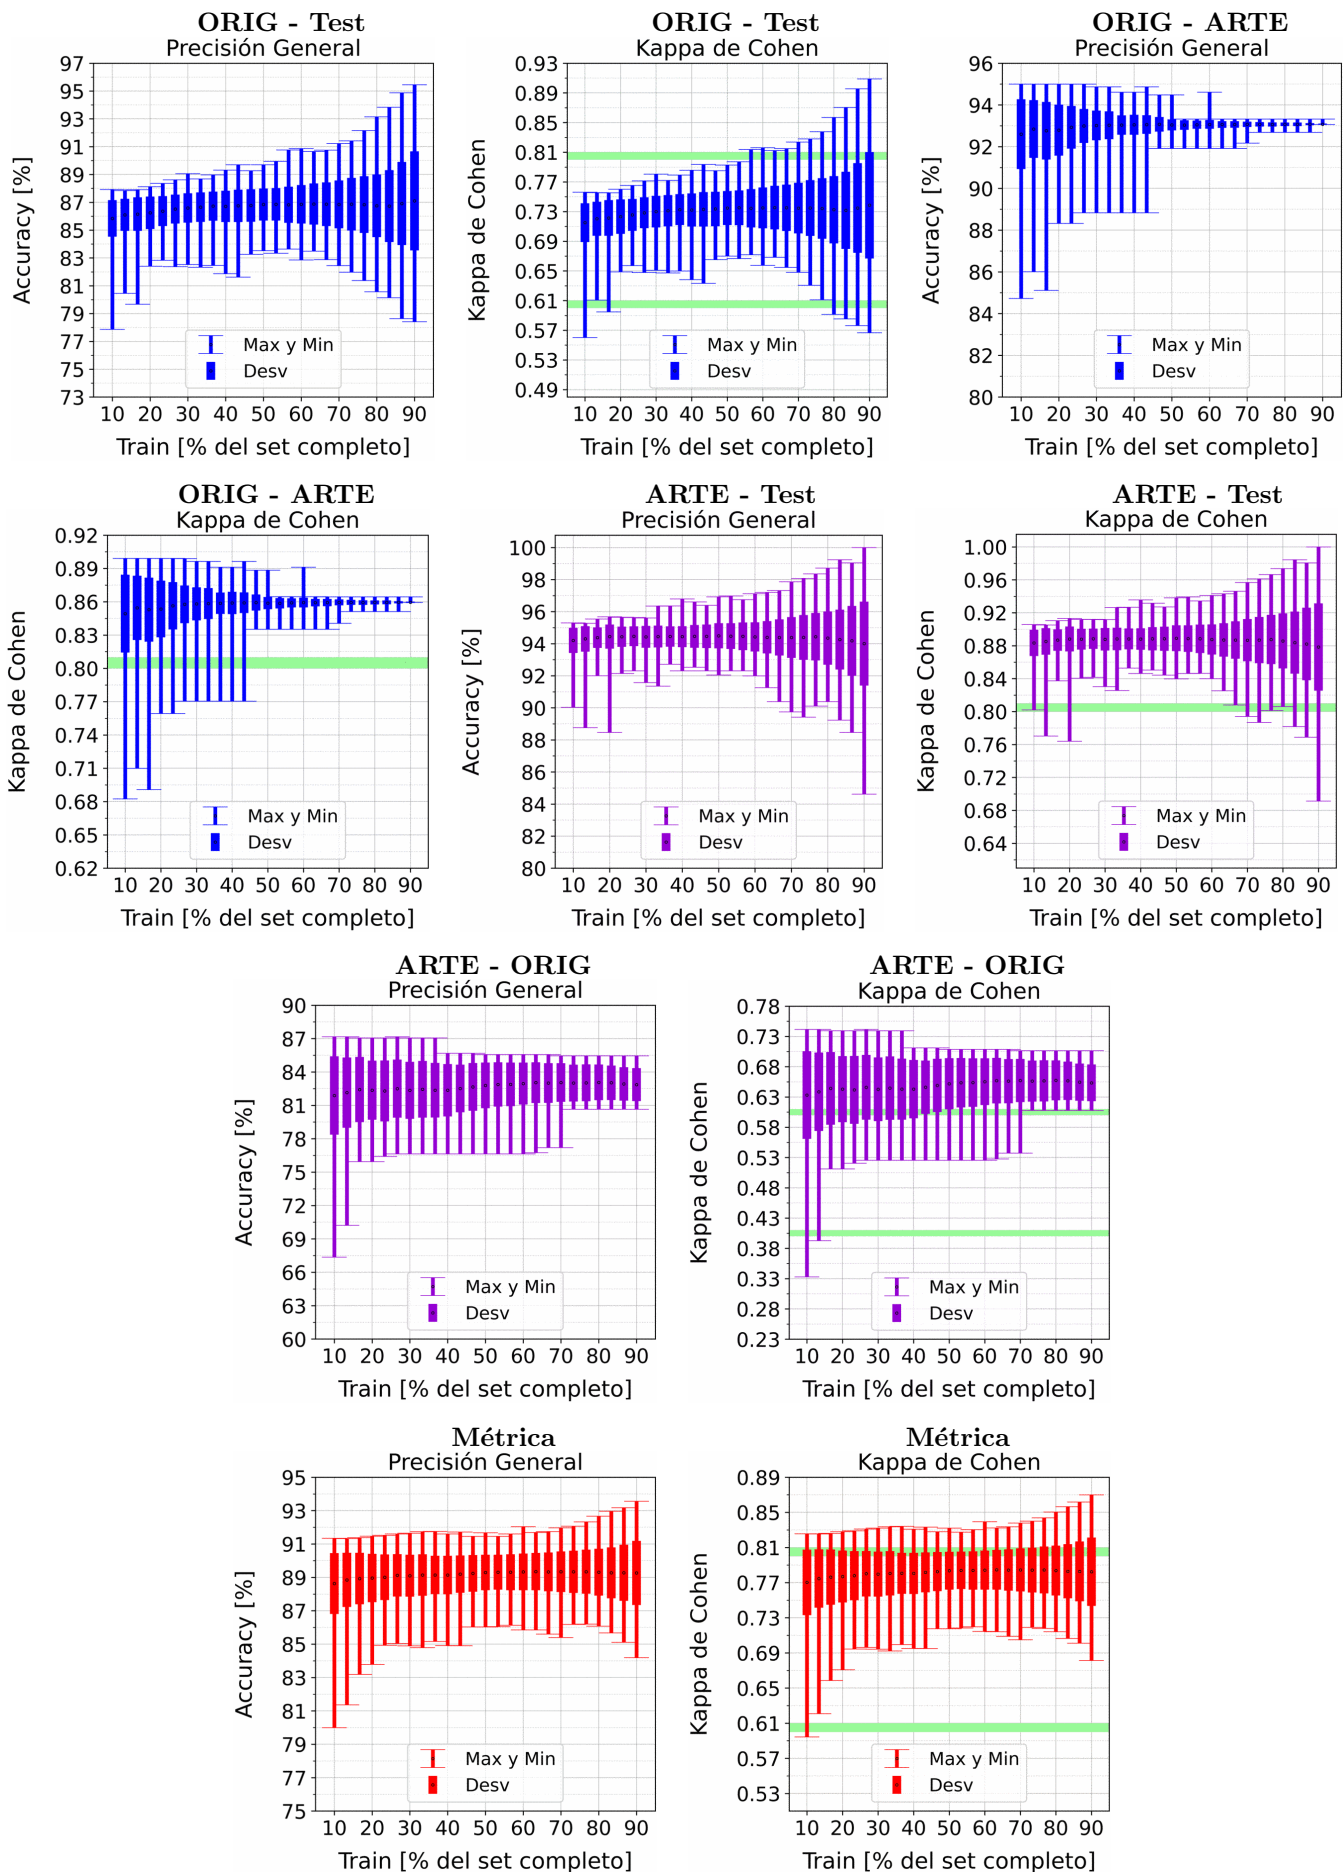 ORIG - Test
Precisión General
Accuracy [%]
97
95
93
91
89
87
85
83
81
79
77
75
73
Max y Min
Desv
10 20 30 40 50 60 70 80 90
Train [% del set completo]
ORIG - Test
Kappa de Cohen
Kappa de Cohen
0.93
0.89
0.85
0.81
0.77
0.73
0.69
0.65
0.61
0.57
0.53
0.49
Max y Min
Desv
10 20 30 40 50 60 70 80 90
Train [% del set completo]
ORIG - ARTE
Precisión General
Accuracy [%]
96
94
92
90
88
86
84
82
80
Max y Min
Desv
10 20 30 40 50 60 70 80 90
Train [% del set completo]
ORIG - ARTE
Kappa de Cohen
Kappa de Cohen
0.92
0.89
0.86
0.83
0.80
0.77
0.74
0.71
0.68
0.65
0.62
Max y Min
Desv
10 20 30 40 50 60 70 80 90
Train [% del set completo]
ARTE - Test
Precisión General
Accuracy [%]
100
98
96
94
92
90
88
86
84
82
80
Max y Min
Desv
10 20 30 40 50 60 70 80 90
Train [% del set completo]
ARTE - Test
Kappa de Cohen
Kappa de Cohen
1.00
0.96
0.92
0.88
0.84
0.80
0.76
0.72
0.68
0.64
Max y Min
Desv
10 20 30 40 50 60 70 80 90
Train [% del set completo]
ARTE - ORIG
Precisión General
Accuracy [%]
90
87
84
81
78
75
72
69
66
63
60
Max y Min
Desv
10 20 30 40 50 60 70 80 90
Train [% del set completo]
ARTE - ORIG
Kappa de Cohen
Kappa de Cohen
0.78
0.73
0.68
0.63
0.58
0.53
0.48
0.43
0.38
0.33
0.28
0.23
Max y Min
Desv
10 20 30 40 50 60 70 80 90
Train [% del set completo]
Métrica
Precisión General
Accuracy [%]
95
93
91
89
87
85
83
81
79
77
75
Max y Min
Desv
10 20 30 40 50 60 70 80 90
Train [% del set completo]
Métrica
Kappa de Cohen
Kappa de Cohen
0.89
0.85
0.81
0.77
0.73
0.69
0.65
0.61
0.57
0.53
Max y Min
Desv
10 20 30 40 50 60 70 80 90
Train [% del set completo]